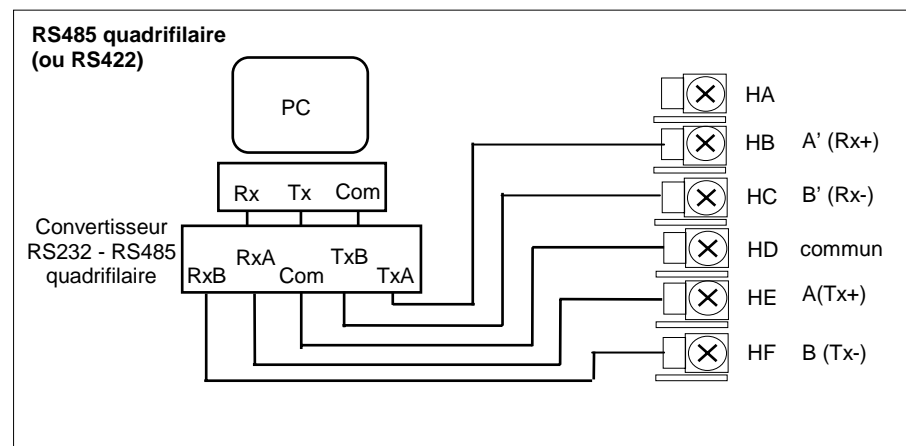 RS485 quadrifilaire
(ou RS422)
PC
Rx Tx Com
Convertisseur
RS232 - RS485
quadrifilaire
RxB RxA Com TxB TxA
HA
HB A' (Rx+)
HC B' (Rx-)
HD commun
HE A(Tx+)
HF B (Tx-)